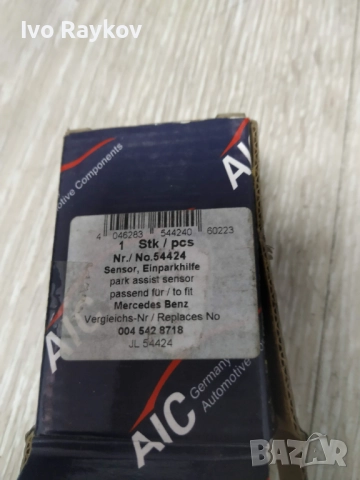 Ivo Raykov
AIC
Automotive Components
4 046283 544240 60223
1 Stk / pcs
Nr./ No.54424
Sensor, Einparkhilfe
park assist sensor
passend für / to fit
Mercedes Benz
Vergleichs-Nr / Replaces No
004 542 8718
JL 54424
AIC
AIC
Germany
Automotive
BAZAR